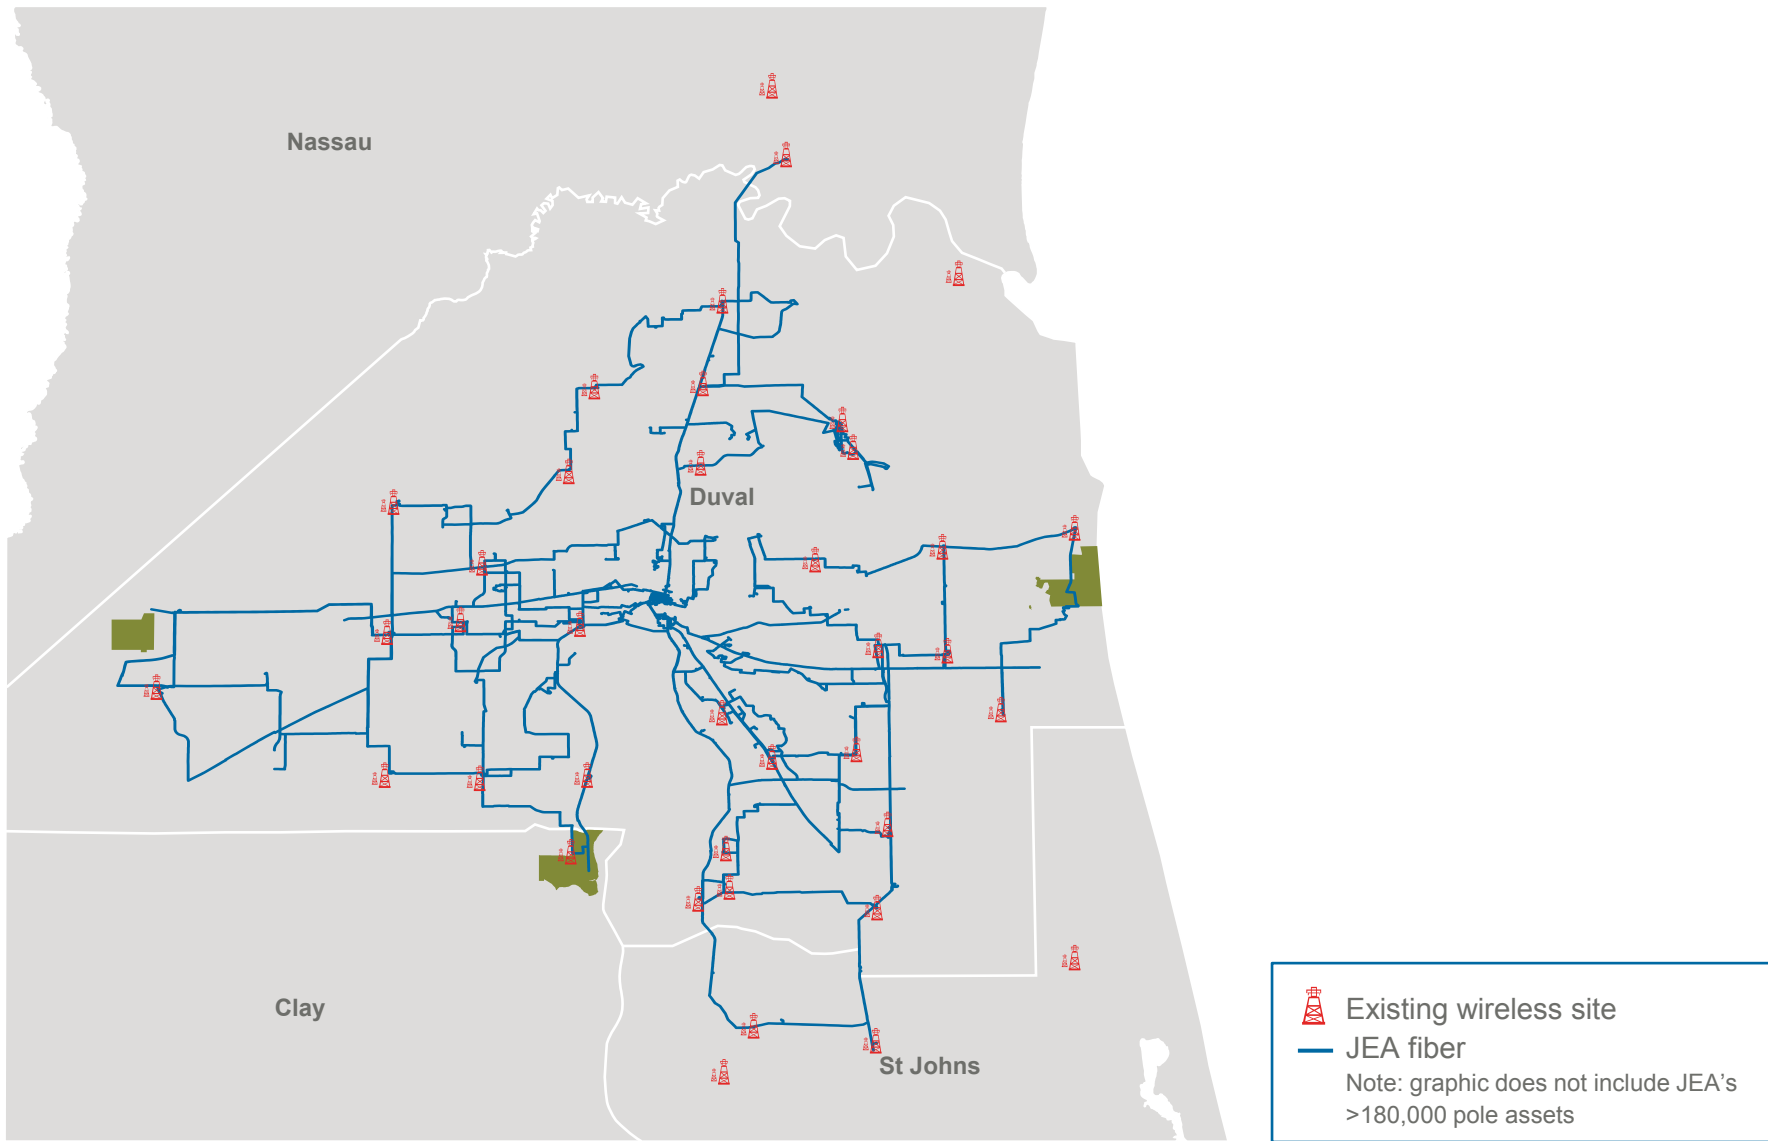 Nassau
Duval
Clay
St Johns
Existing wireless site
JEA fiber
Note: graphic does not include JEA’s
>180,000 pole assets